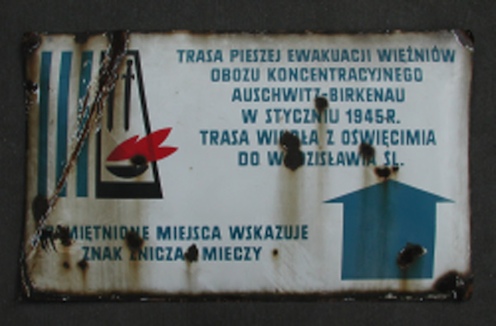 TRASA PIESZEJ EWAKUACJI WIĘŹNIÓW
OBOZU KONCENTRACYJNEGO
AUSCHWITZ-BIRKENAU
W STYCZNIU 1945R.
TRASA WIODŁA Z OŚWIĘCIMIA
DO WODZISŁAWIA ŚL.
UPAMIĘTNIONE MIEJSCA WSKAZUJE
ZNAK ZNICZA I MIECZY